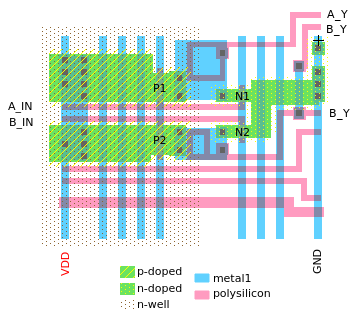 A_Y
B_Y
P1
N1
A_IN
B_IN
B_Y
P2
N2
VDD
GND
p-doped
n-doped
n-well
metal1
polysilicon